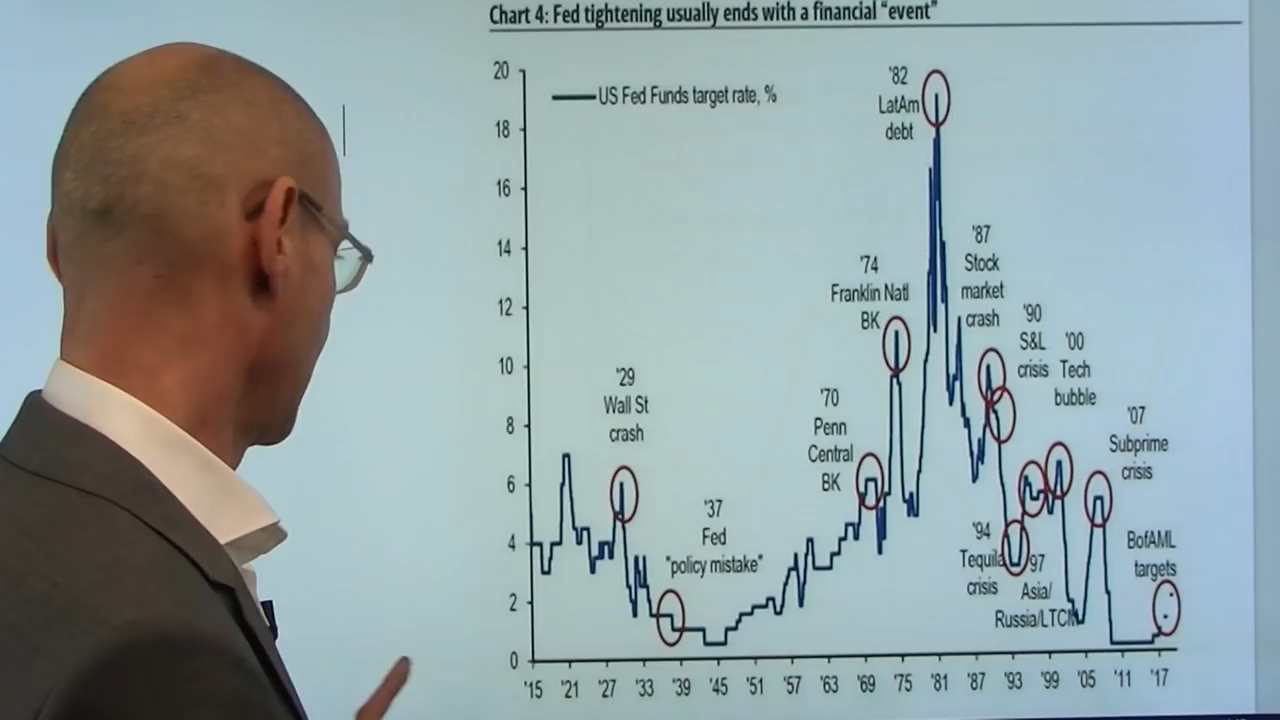 Chart 4: Fed tightening usually ends with a financial "event"
US Fed Funds target rate, %
20
18
16
14
12
10
8
6
4
2
0
'29
Wall St
crash
'37
Fed
"policy mistake"
'70
Penn
Central
BK
'74
Franklin Natl
BK
'82
LatAm
debt
'87
Stock
market
crash
'90
S&L
crisis
'00
Tech
bubble
'94
Tequila
crisis
'97
Asia/
Russia/LTCM
'07
Subprime
crisis
BofAML
targets
'15 '21 '27 '33 '39 '45 '51 '57 '63 '69 '75 '81 '87 '93 '99 '05 '11 '17